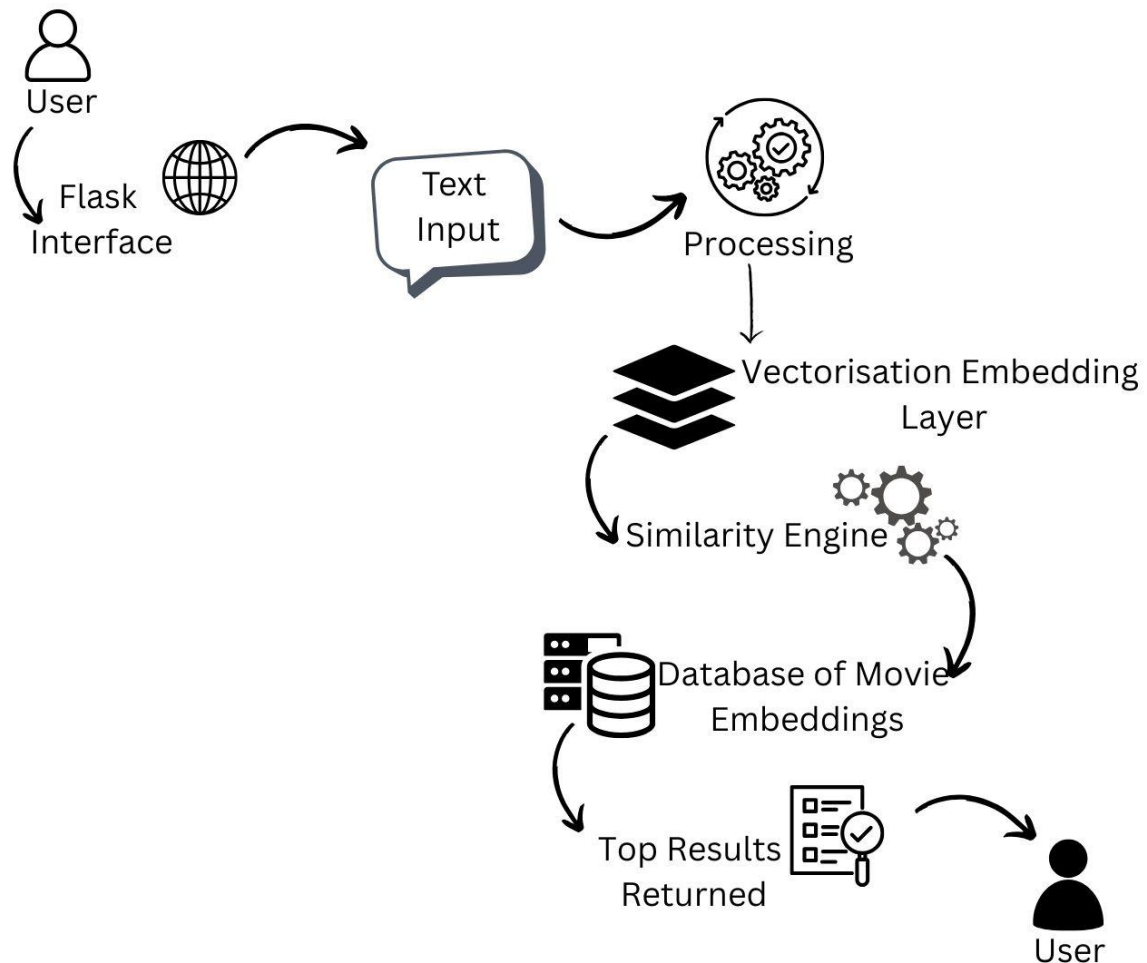 User
Flask
Interface
Text
Input
Processing
Vectorisation Embedding
Layer
Similarity Engine
Database of Movie
Embeddings
Top Results
Returned
User